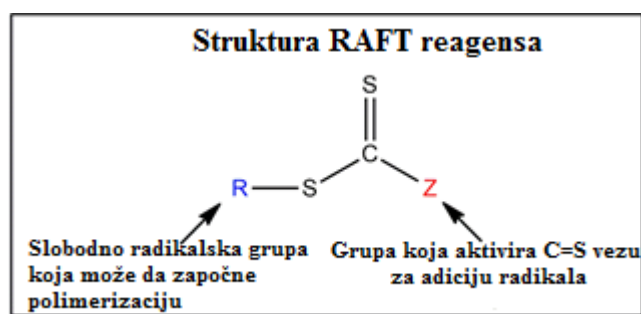 Struktura RAFT reagensa
S
C
R
S
Z
Slobodno radikalska grupa
koja može da započne
polimerizaciju
Grupa koja aktivira C=S vezu
za adiciju radikala